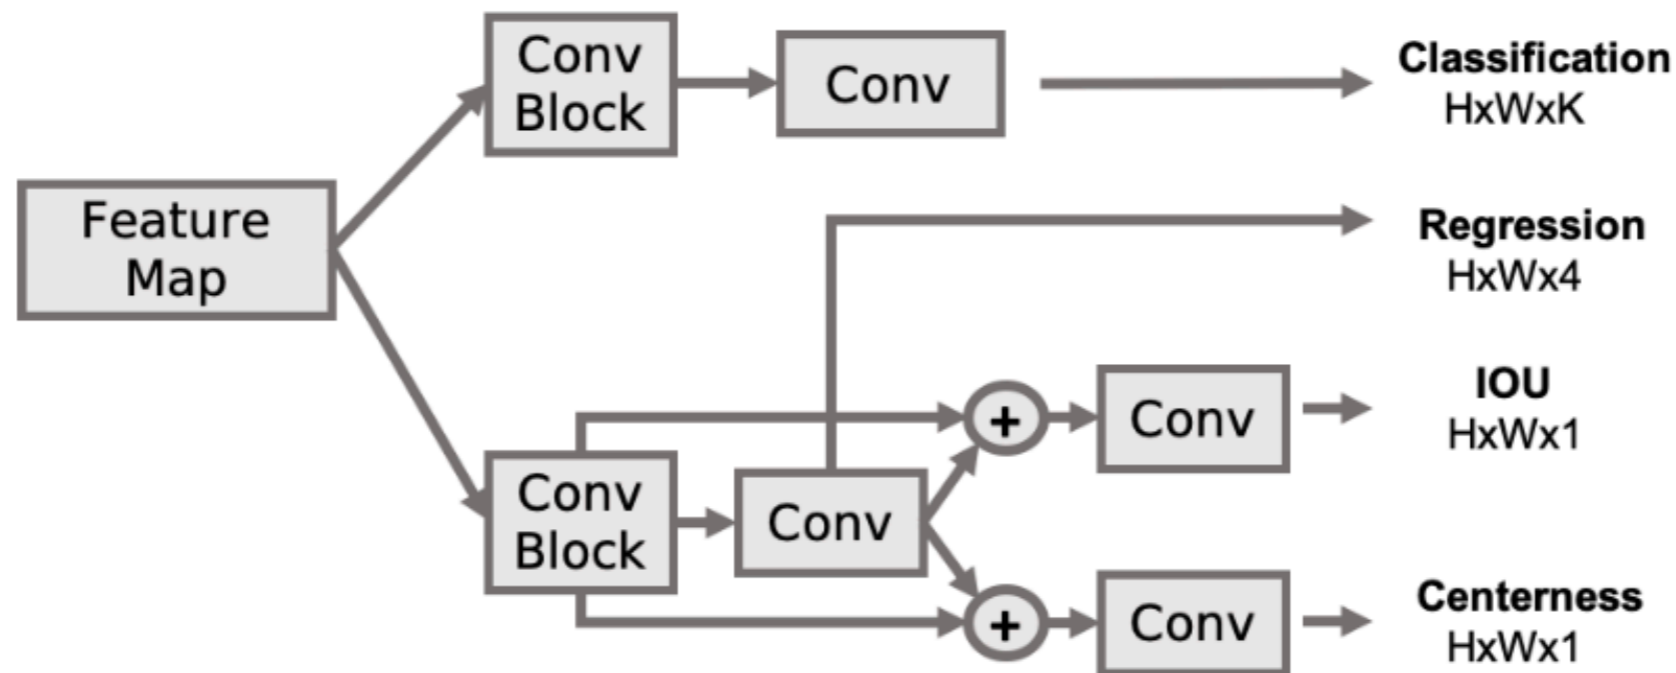 Conv
Block
Conv
Classification
HxWxK
Feature
Map
Regression
HxWx4
+
Conv
IOU
HxWx1
Conv
Block
Conv
+
Conv
Centerness
HxWx1